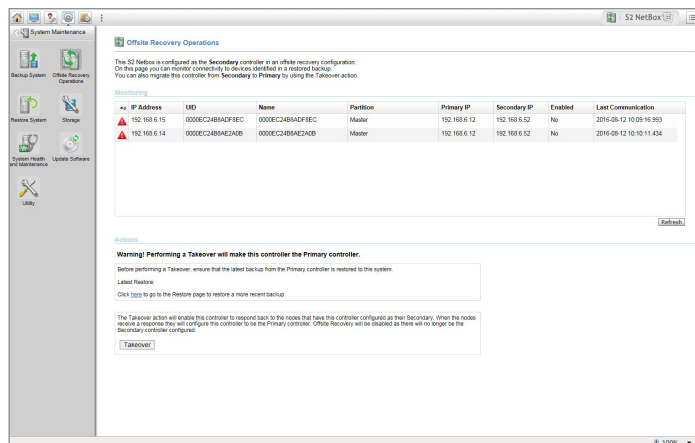 S2 NetBox
System Maintenance
Backup System
Offsite Recovery Operations
Restore System
Storage
System Health and Maintenance
Update Software
Utility
Offsite Recovery Operations
This S2 Netbox is configured as the Secondary controller in an offsite recovery configuration.
On this page you can monitor connectivity to devices identified in a restored backup.
You can also migrate this controller from Secondary to Primary by using the Takeover action.
Monitoring
IP Address UID Name Partition Primary IP Secondary IP Enabled Last Communication
192.168.6.15 0000EC24B8ADF8EC 0000EC24B8ADF8EC Master 192.168.6.12 192.168.6.52 No 2016-08-12 10:09:16.993
192.168.6.14 0000EC24B8AE2A0B 0000EC24B8AE2A0B Master 192.168.6.12 192.168.6.52 No 2016-08-12 10:10:11.434
Refresh
Actions
Warning! Performing a Takeover will make this controller the Primary controller.
Before performing a Takeover, ensure that the latest backup from the Primary controller is restored to this system.
Latest Restore:
Click here to go to the Restore page to restore a more recent backup.
The Takeover action will enable this controller to respond back to the nodes that have this controller configured as their Secondary. When the nodes
receive a response they will configure this controller to be the Primary controller. Offsite Recovery will be disabled as there will no longer be the
Secondary controller configured.
Takeover
100%